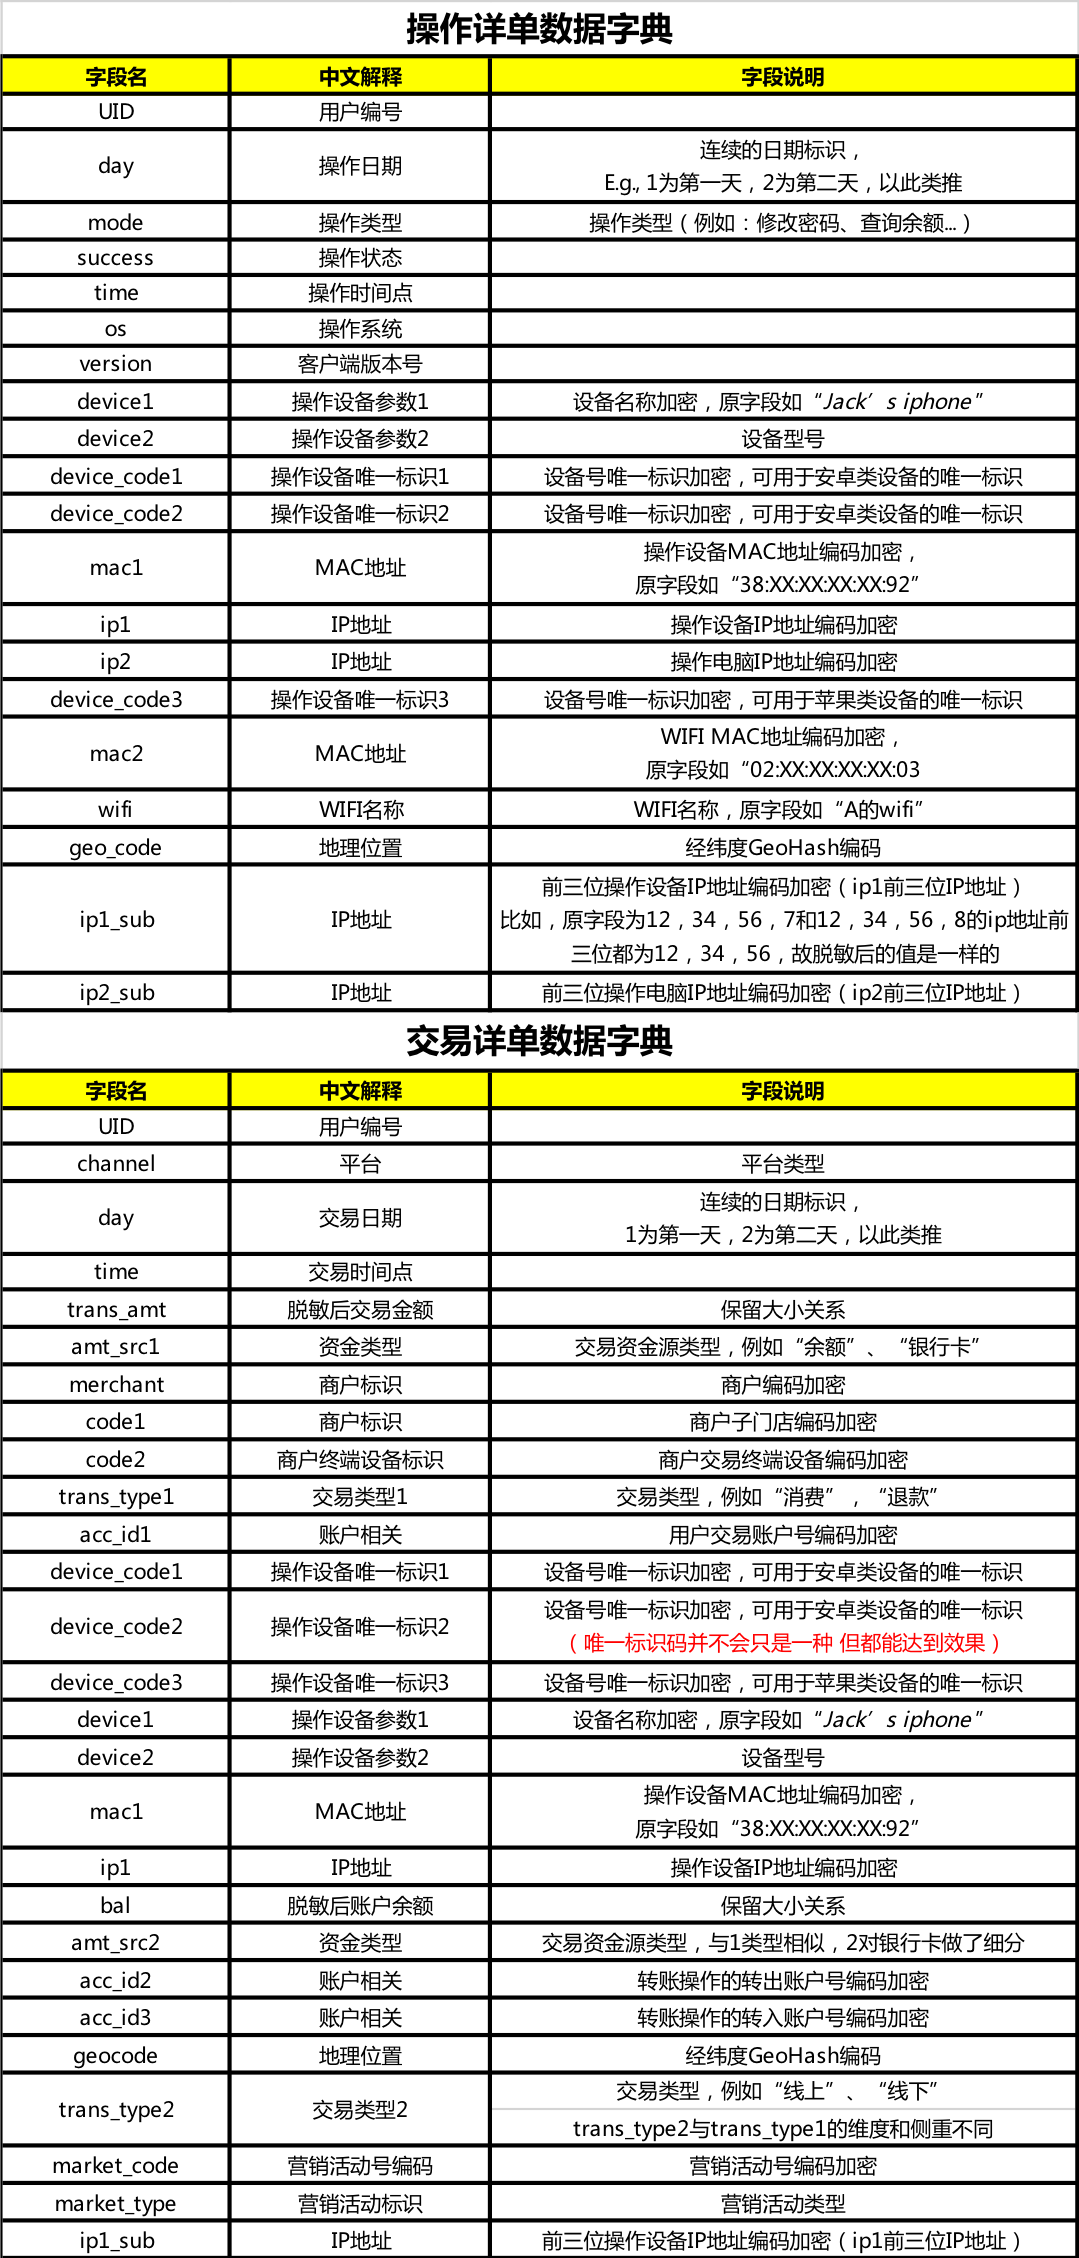 操作详单数据字典
字段名 中文解释 字段说明
UID 用户编号
day 操作日期 连续的日期标识，
E.g., 1为第一天，2为第二天，以此类推
mode 操作类型 操作类型（例如：修改密码、查询余额...）
success 操作状态
time 操作时间点
os 操作系统
version 客户端版本号
device1 操作设备参数1 设备名称加密，原字段如“Jack’s iphone”
device2 操作设备参数2 设备型号
device_code1 操作设备唯一标识1 设备号唯一标识加密，可用于安卓类设备的唯一标识
device_code2 操作设备唯一标识2 设备号唯一标识加密，可用于安卓类设备的唯一标识
mac1 MAC地址 操作设备MAC地址编码加密，
原字段如“38:XX:XX:XX:XX:92”
ip1 IP地址 操作设备IP地址编码加密
ip2 IP地址 操作电脑IP地址编码加密
device_code3 操作设备唯一标识3 设备号唯一标识加密，可用于苹果类设备的唯一标识
mac2 MAC地址 WIFI MAC地址编码加密，
原字段如“02:XX:XX:XX:XX:03
wifi WIFI名称 WIFI名称，原字段如“A的wifi”
geo_code 地理位置 经纬度GeoHash编码
ip1_sub IP地址 前三位操作设备IP地址编码加密（ip1前三位IP地址）
比如，原字段为12，34，56，7和12，34，56，8的ip地址前
三位都为12，34，56，故脱敏后的值是一样的
ip2_sub IP地址 前三位操作电脑IP地址编码加密（ip2前三位IP地址）
交易详单数据字典
字段名 中文解释 字段说明
UID 用户编号
channel 平台 平台类型
day 交易日期 连续的日期标识，
1为第一天，2为第二天，以此类推
time 交易时间点
trans_amt 脱敏后交易金额 保留大小关系
amt_src1 资金类型 交易资金源类型，例如“余额”、“银行卡”
merchant 商户标识 商户编码加密
code1 商户标识 商户子门店编码加密
code2 商户终端设备标识 商户交易终端设备编码加密
trans_type1 交易类型1 交易类型，例如“消费”，“退款”
acc_id1 账户相关 用户交易账户号编码加密
device_code1 操作设备唯一标识1 设备号唯一标识加密，可用于安卓类设备的唯一标识
device_code2 操作设备唯一标识2 设备号唯一标识加密，可用于安卓类设备的唯一标识
（唯一标识码并不会只是一种 但都能达到效果）
device_code3 操作设备唯一标识3 设备号唯一标识加密，可用于苹果类设备的唯一标识
device1 操作设备参数1 设备名称加密，原字段如“Jack’s iphone”
device2 操作设备参数2 设备型号
mac1 MAC地址 操作设备MAC地址编码加密，
原字段如“38:XX:XX:XX:XX:92”
ip1 IP地址 操作设备IP地址编码加密
bal 脱敏后账户余额 保留大小关系
amt_src2 资金类型 交易资金源类型，与1类型相似，2对银行卡做了细分
acc_id2 账户相关 转账操作的转出账户号编码加密
acc_id3 账户相关 转账操作的转入账户号编码加密
geocode 地理位置 经纬度GeoHash编码
trans_type2 交易类型2 交易类型，例如“线上”、“线下”
trans_type2与trans_type1的维度和侧重不同
market_code 营销活动号编码 营销活动号编码加密
market_type 营销活动标识 营销活动类型
ip1_sub IP地址 前三位操作设备IP地址编码加密（ip1前三位IP地址）